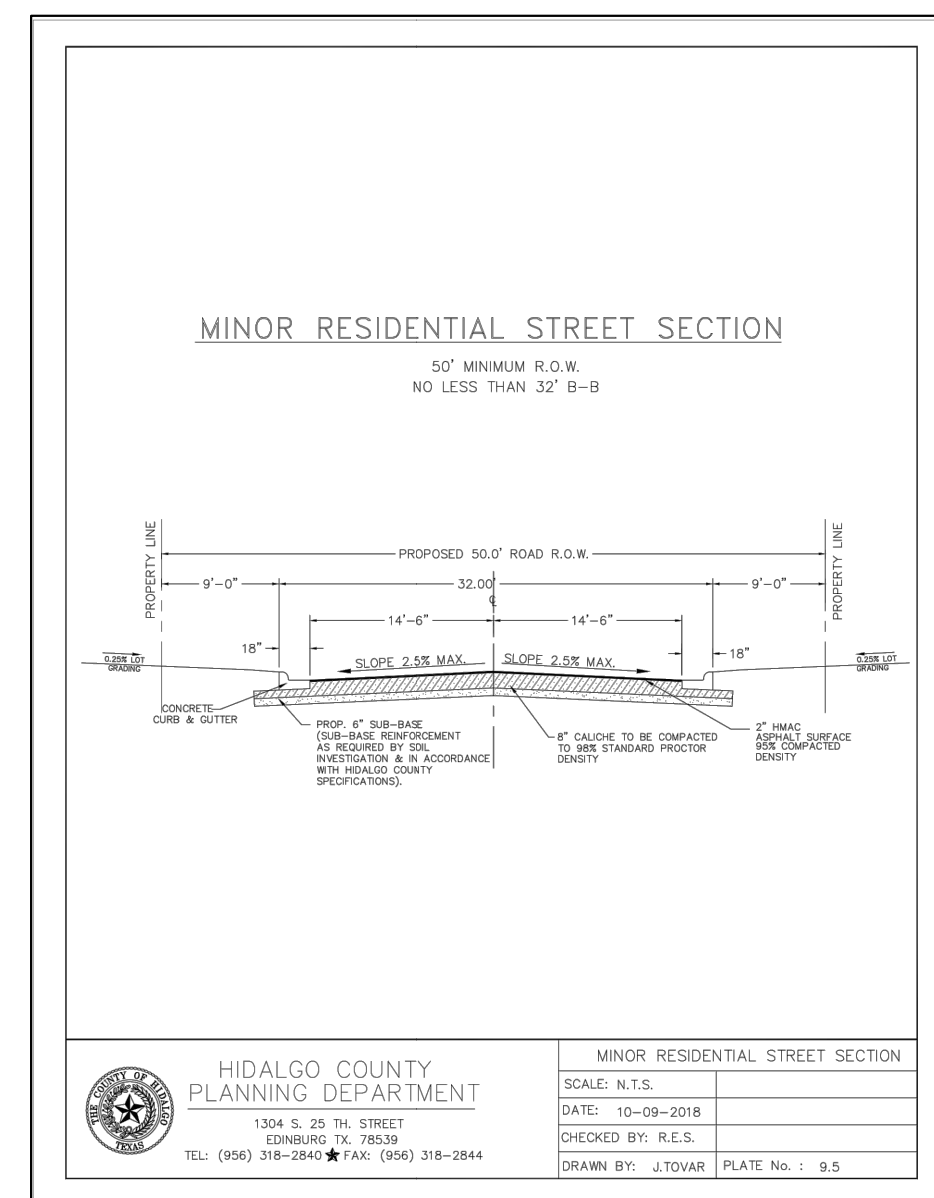 MINOR RESIDENTIAL STREET SECTION
50' MINIMUM R.O.W.
NO LESS THAN 32' B-B
PROPERTY LINE
PROPERTY LINE
PROPOSED 50.0' ROAD R.O.W.
9'-0"
32.00'
9'-0"
℄
14'-6"
14'-6"
18"
18"
SLOPE 2.5% MAX.
SLOPE 2.5% MAX.
0.25% LOT
GRADING
0.25% LOT
GRADING
CONCRETE
CURB & GUTTER
PROP. 6" SUB-BASE
(SUB-BASE REINFORCEMENT
AS REQUIRED BY SOIL
INVESTIGATION & IN ACCORDANCE
WITH HIDALGO COUNTY
SPECIFICATIONS).
8" CALICHE TO BE COMPACTED
TO 98% STANDARD PROCTOR
DENSITY
2" HMAC
ASPHALT SURFACE
95% COMPACTED
DENSITY
THE COUNTY OF HIDALGO
TEXAS
HIDALGO COUNTY
PLANNING DEPARTMENT
1304 S. 25 TH. STREET
EDINBURG TX. 78539
TEL: (956) 318-2840 ★ FAX: (956) 318-2844
MINOR RESIDENTIAL STREET SECTION
SCALE: N.T.S.
DATE: 10-09-2018
CHECKED BY: R.E.S.
DRAWN BY: J.TOVAR
PLATE No. : 9.5